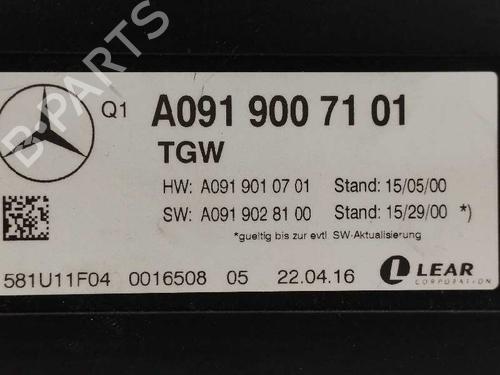 Q1 A091 900 71 01
TGW
HW: A091 901 07 01 Stand: 15/05/00
SW: A091 902 81 00 Stand: 15/29/00 *)
*gueltig bis zur evtl. SW-Aktualisierung
581U11F04 0016508 05 22.04.16 LEAR
CORPORATION
B-PARTS